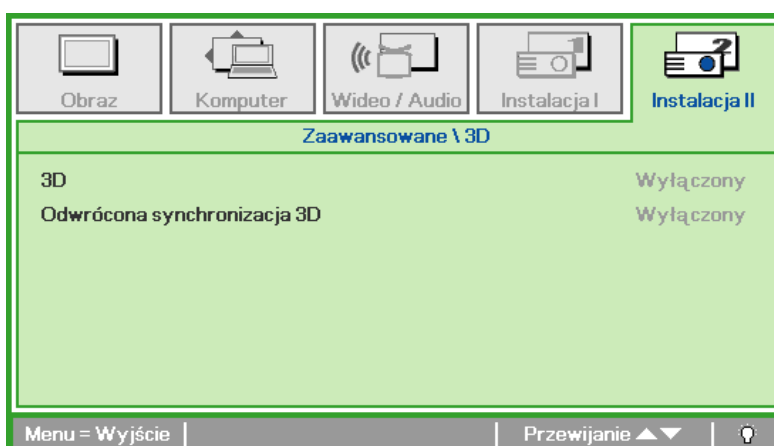 Obraz
Komputer
Wideo / Audio
Instalacja I
Instalacja II
Zaawansowane \ 3D
3D Wyłączony
Odwrócona synchronizacja 3D Wyłączony
Menu = Wyjście | | Przewijanie ▲▼ |